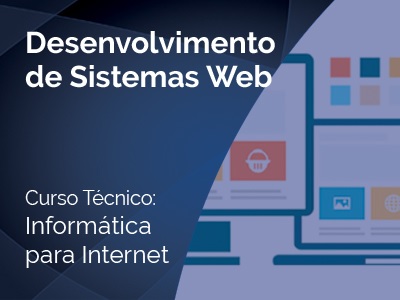 Desenvolvimento
de Sistemas Web
Curso Técnico:
Informática
para Internet